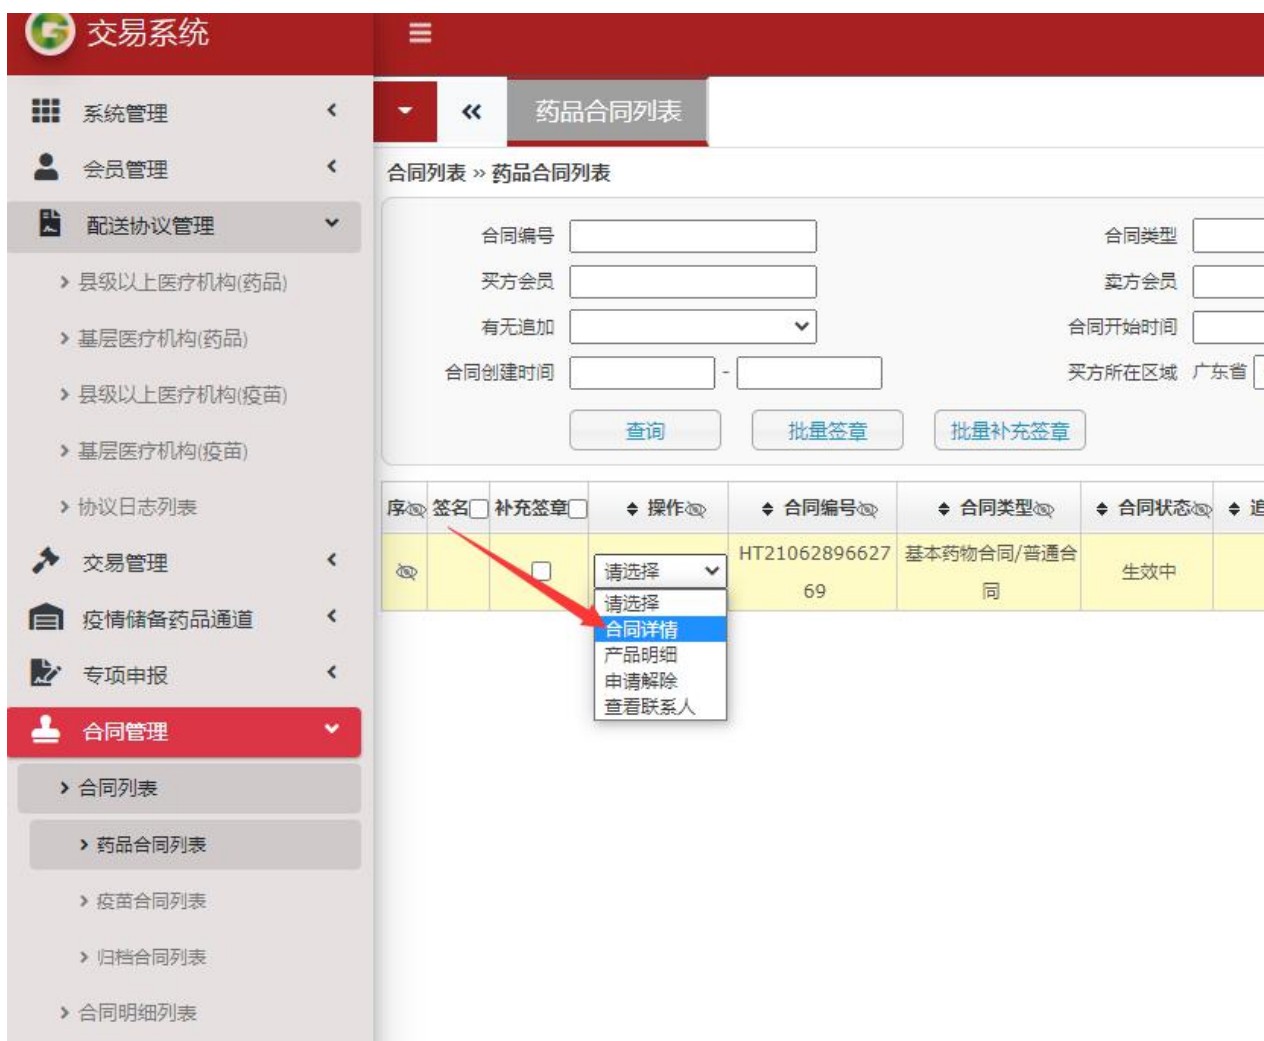 交易系统
系统管理
会员管理
配送协议管理
县级以上医疗机构(药品)
基层医疗机构(药品)
县级以上医疗机构(疫苗)
基层医疗机构(疫苗)
协议日志列表
交易管理
疫情储备药品通道
专项申报
合同管理
合同列表
药品合同列表
疫苗合同列表
归档合同列表
合同明细列表
药品合同列表
合同列表 » 药品合同列表
合同编号 合同类型
买方会员 卖方会员
有无追加 合同开始时间
合同创建时间 - 买方所在区域 广东省
查询 批量签章 批量补充签章
序 签名 补充签章 操作 合同编号 合同类型 合同状态 追
请选择 HT21062896627 基本药物合同/普通合 生效中
69 同
请选择
合同详情
产品明细
申请解除
查看联系人